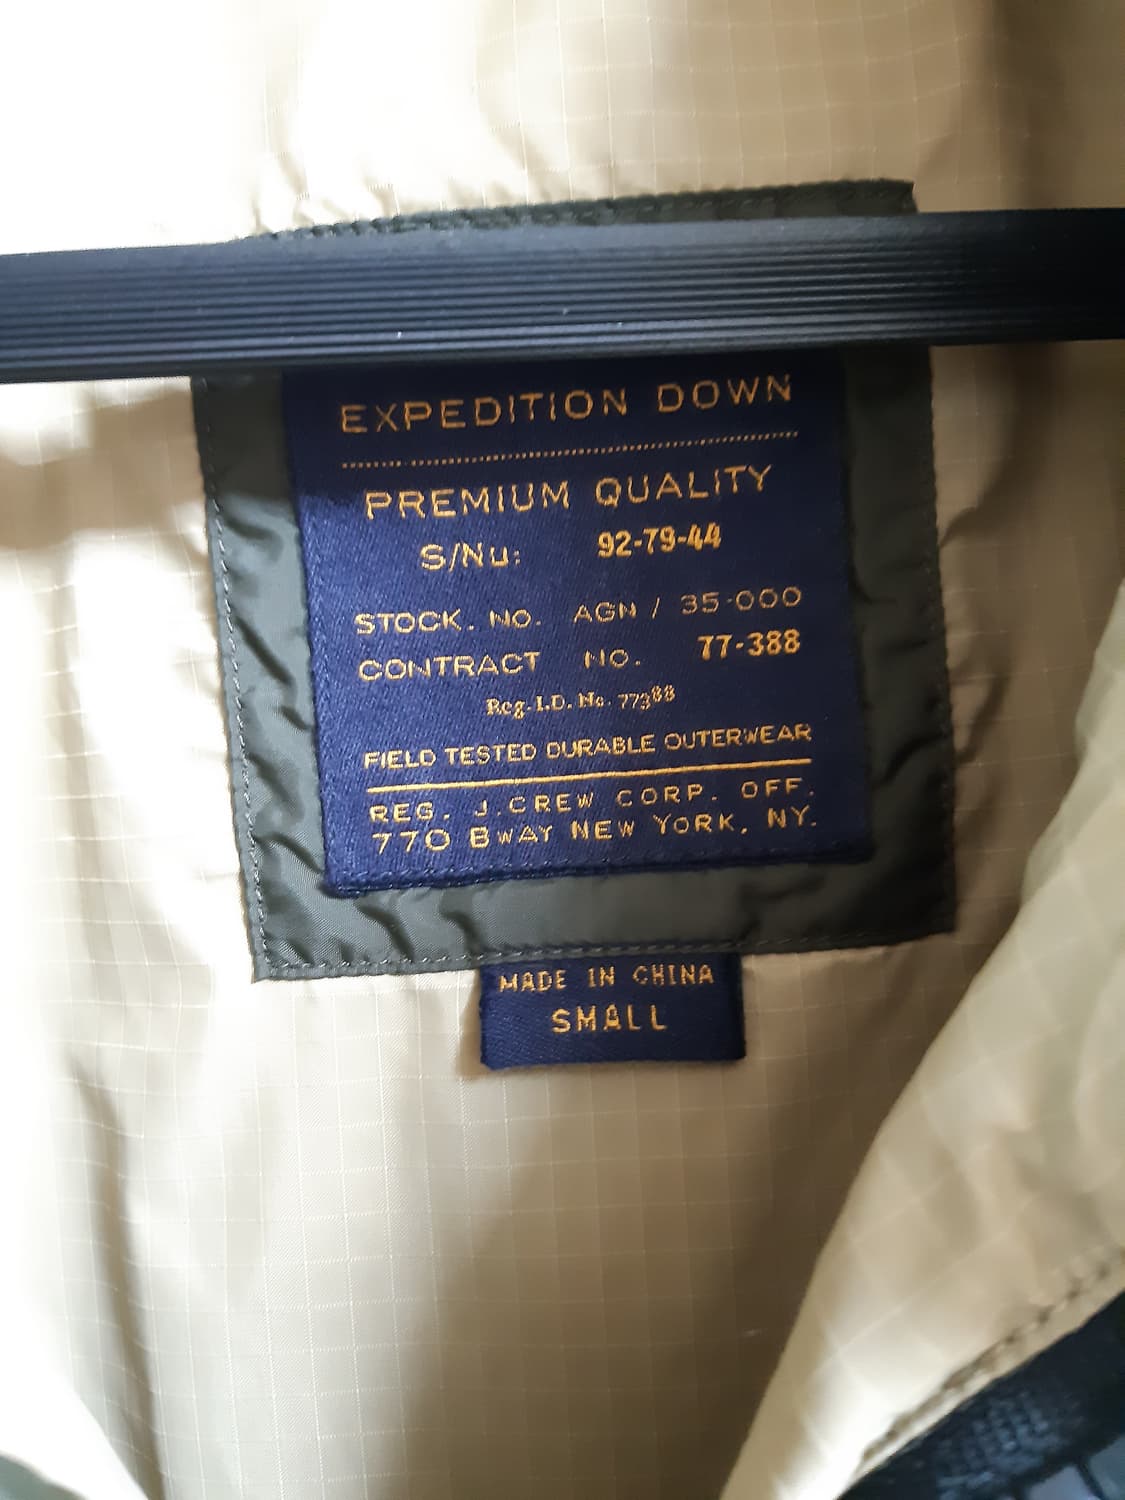 EXPEDITION DOWN
PREMIUM QUALITY
S/Nu: 92-79-44
STOCK. NO. AGN / 35-000
CONTRACT NO. 77-388
Reg. I.D. No. 77388
FIELD TESTED DURABLE OUTERWEAR
REG. J.CREW CORP. OFF.
770 BWAY NEW YORK, NY.
MADE IN CHINA
SMALL